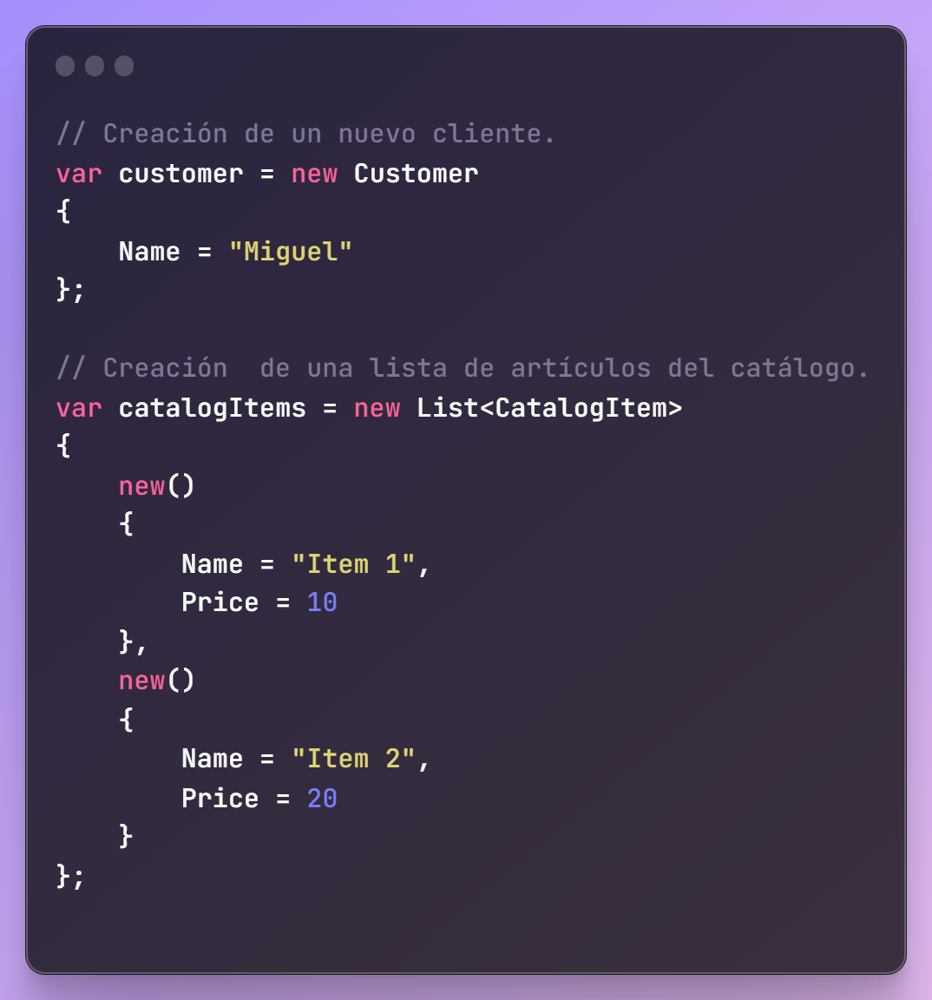 // Creación de un nuevo cliente.
var customer = new Customer
{
    Name = "Miguel"
};

// Creación  de una lista de artículos del catálogo.
var catalogItems = new List<CatalogItem>
{
    new()
    {
        Name = "Item 1",
        Price = 10
    },
    new()
    {
        Name = "Item 2",
        Price = 20
    }
};